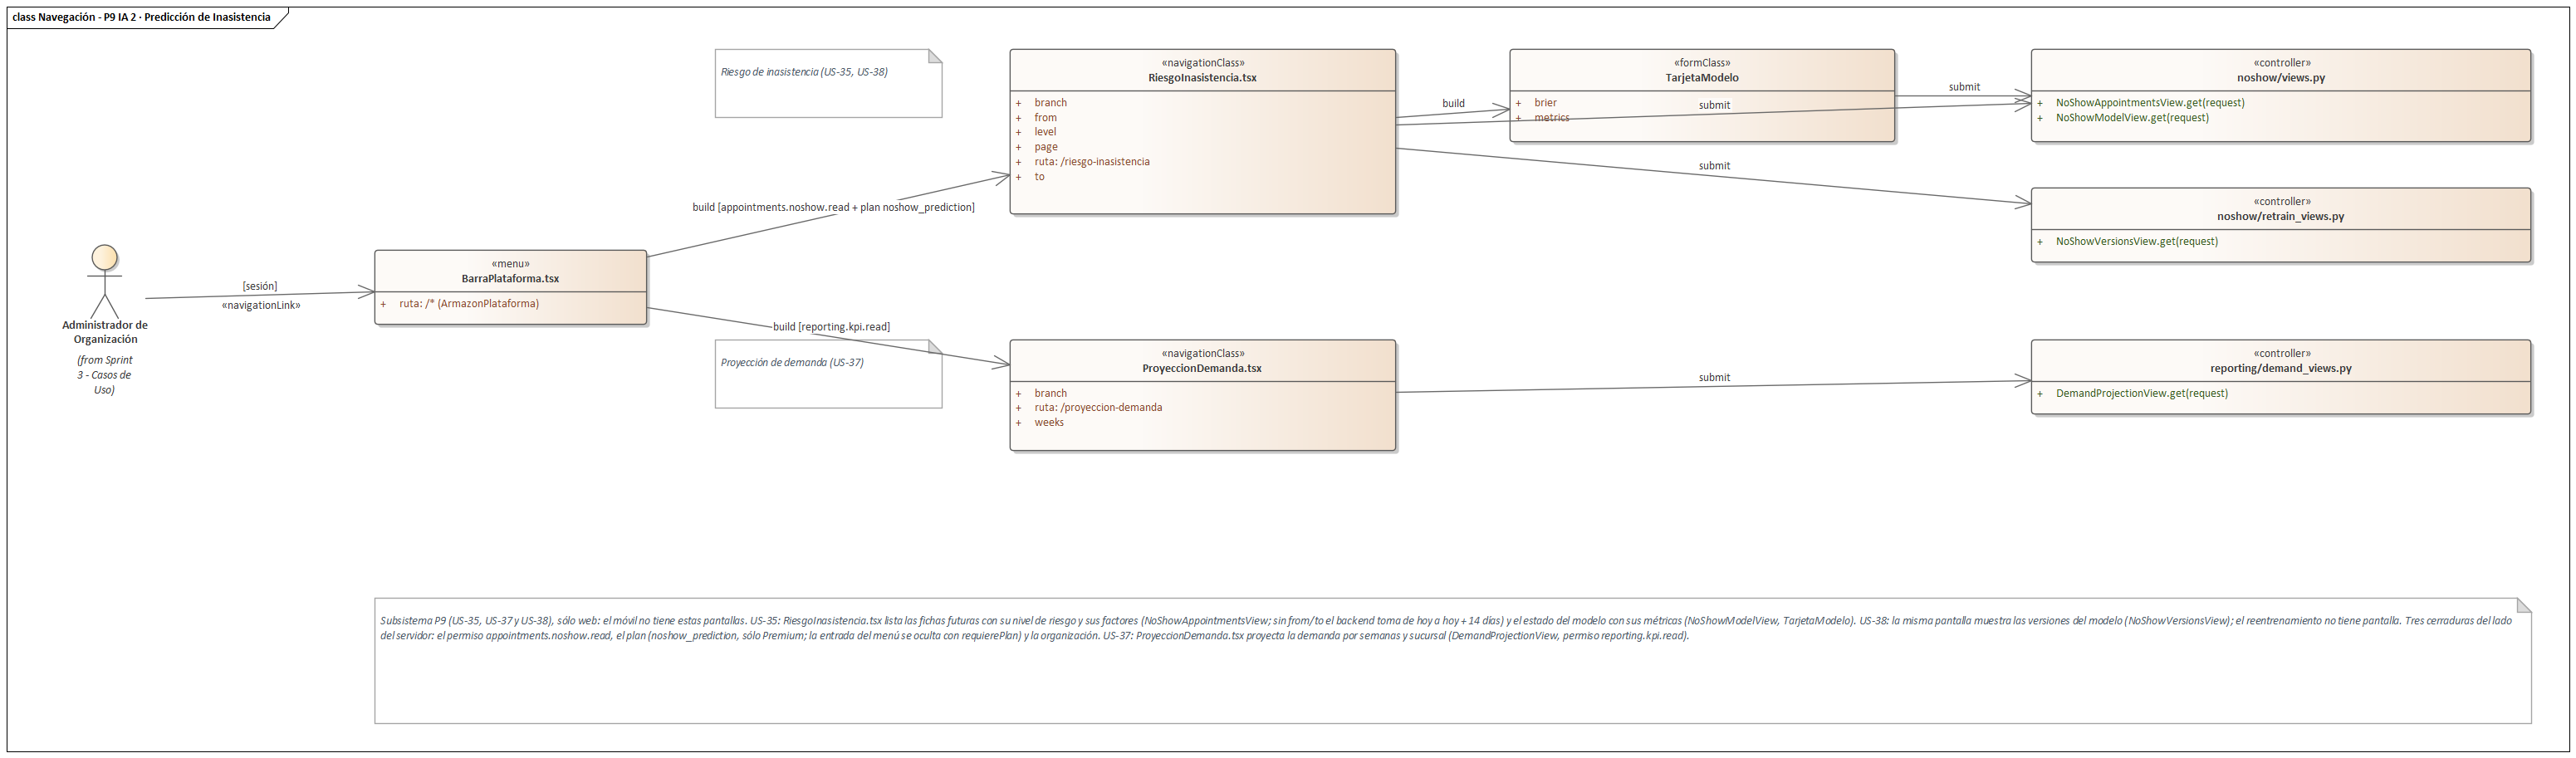 class Navegación - P9 IA 2 · Predicción de Inasistencia
Riesgo de inasistencia (US-35, US-38)
«navigationClass»
RiesgoInasistencia.tsx
+ branch
+ from
+ level
+ page
+ ruta: /riesgo-inasistencia
+ to
build
«formClass»
TarjetaModelo
+ brier
+ metrics
submit
submit
submit
«controller»
noshow/views.py
+ NoShowAppointmentsView.get(request)
+ NoShowModelView.get(request)
«controller»
noshow/retrain_views.py
+ NoShowVersionsView.get(request)
build [appointments.noshow.read + plan noshow_prediction]
Administrador de
Organización
(from Sprint
3 - Casos de
Uso)
[sesión]
«navigationLink»
«menu»
BarraPlataforma.tsx
+ ruta: /* (ArmazonPlataforma)
build [reporting.kpi.read]
Proyección de demanda (US-37)
«navigationClass»
ProyeccionDemanda.tsx
+ branch
+ ruta: /proyeccion-demanda
+ weeks
submit
«controller»
reporting/demand_views.py
+ DemandProjectionView.get(request)
Subsistema P9 (US-35, US-37 y US-38), sólo web: el móvil no tiene estas pantallas. US-35: RiesgoInasistencia.tsx lista las fichas futuras con su nivel de riesgo y sus factores (NoShowAppointmentsView; sin from/to el backend toma de hoy a hoy + 14 días) y el estado del modelo con sus métricas (NoShowModelView, TarjetaModelo). US-38: la misma pantalla muestra las versiones del modelo (NoShowVersionsView); el reentrenamiento no tiene pantalla. Tres cerraduras del lado
del servidor: el permiso appointments.noshow.read, el plan (noshow_prediction, sólo Premium; la entrada del menú se oculta con requierePlan) y la organización. US-37: ProyeccionDemanda.tsx proyecta la demanda por semanas y sucursal (DemandProjectionView, permiso reporting.kpi.read).